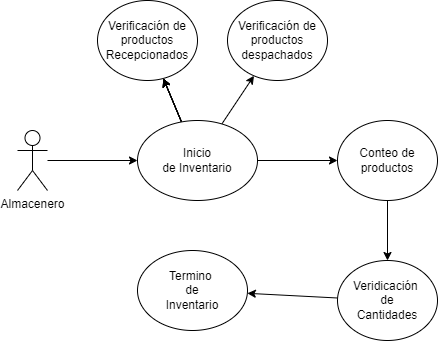 Verificación de
productos
Recepcionados
Verificación de
productos
despachados
Inicio
de Inventario
Conteo de
productos
Almacenero
Termino
de
Inventario
Veridicación
de
Cantidades